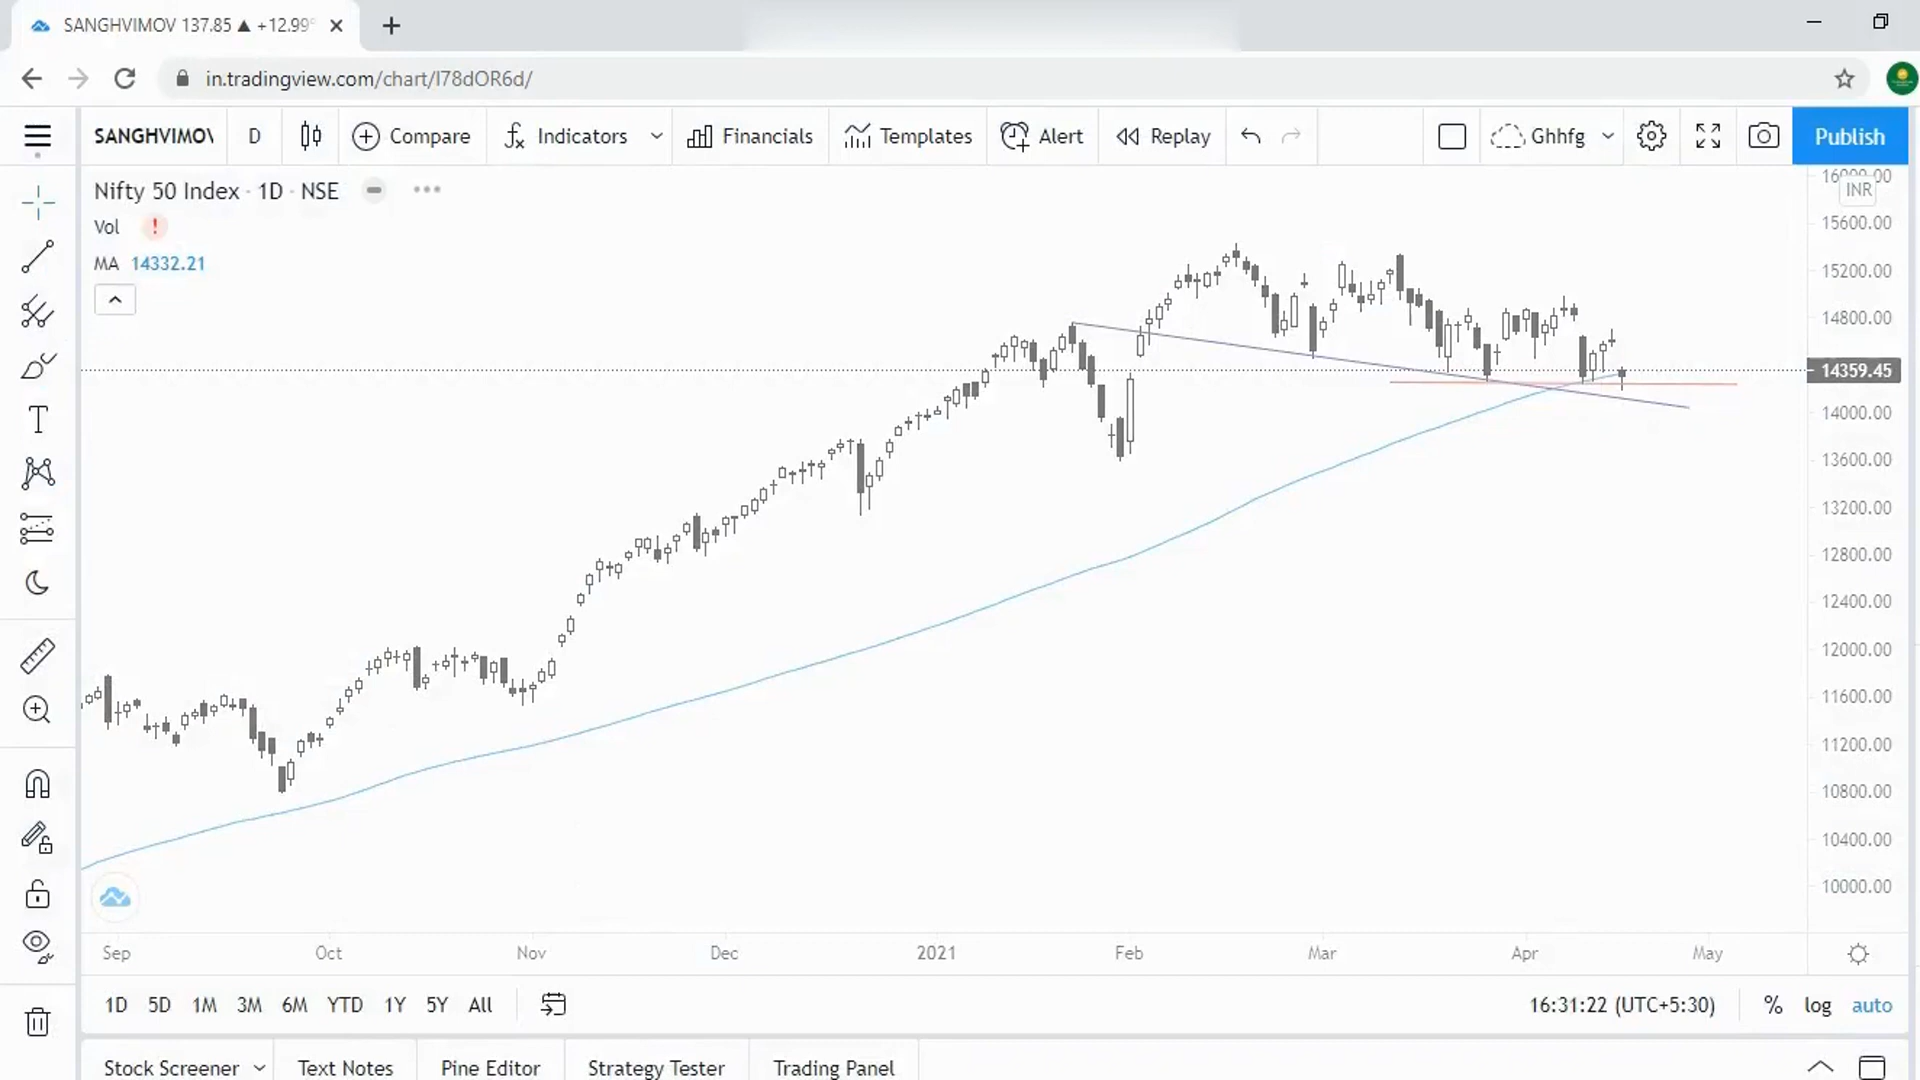 SANGHVIMOV 137.85 ▲ +12.99%
in.tradingview.com/chart/I78dOR6d/
SANGHVIMOV D Compare Indicators Financials Templates Alert Replay Ghhfg Publish
Nifty 50 Index · 1D · NSE
Vol !
MA 14332.21
INR
15600.00
15200.00
14800.00
14359.45
14000.00
13600.00
13200.00
12800.00
12400.00
12000.00
11600.00
11200.00
10800.00
10400.00
10000.00
Sep Oct Nov Dec 2021 Feb Mar Apr May
1D 5D 1M 3M 6M YTD 1Y 5Y All 16:31:22 (UTC+5:30) % log auto
Stock Screener Text Notes Pine Editor Strategy Tester Trading Panel